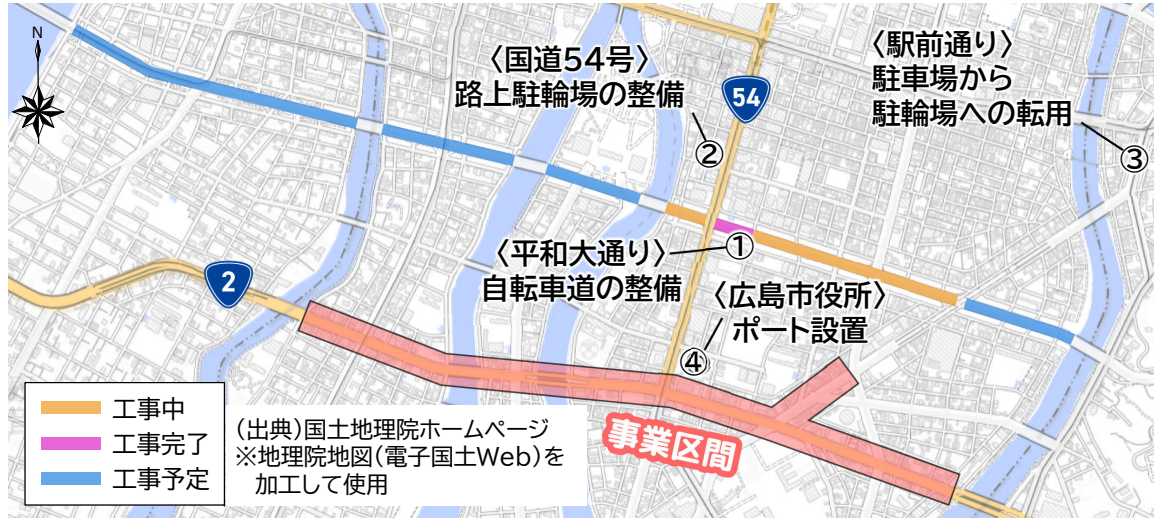 N
〈国道54号〉
路上駐輪場の整備
②
54
〈駅前通り〉
駐車場から
駐輪場への転用
③
〈平和大通り〉
自転車道の整備
①
2
〈広島市役所〉
ポート設置
④
事業区間
工事中
工事完了
工事予定
(出典)国土地理院ホームページ
※地理院地図(電子国土Web)を
加工して使用